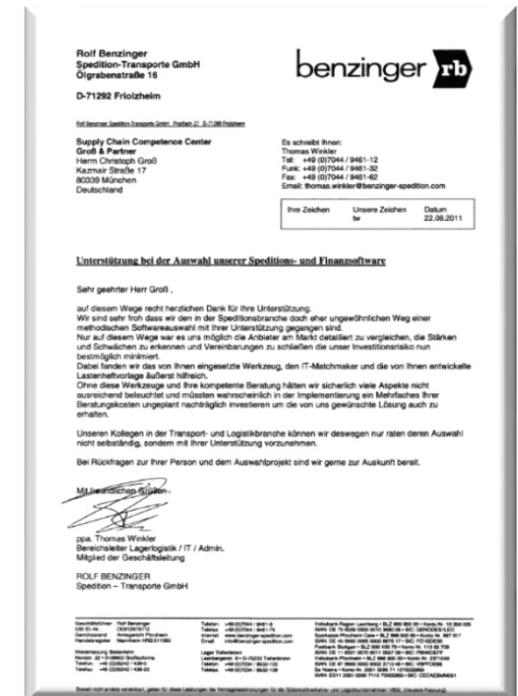 Rolf Benzinger
Spedition-Transporte GmbH
Ölgrabenstraße 16
D-71292 Friolzheim
benzinger rb
Rolf Benzinger Spedition-Transporte GmbH Postfach 27 D-71288 Friolzheim
Supply Chain Competence Center
Groß & Partner
Herrn Christoph Groß
Kazmair Straße 17
80339 München
Deutschland
Es schreibt Ihnen:
Thomas Winkler
Tel: +49 (0)7044 / 9461-12
Funk: +49 (0)7044 / 9461-32
Fax: +49 (0)7044 / 9461-62
Email: thomas.winkler@benzinger-spedition.com
Ihre Zeichen Unsere Zeichen Datum
tw 22.08.2011
Unterstützung bei der Auswahl unserer Speditions- und Finanzsoftware
Sehr geehrter Herr Groß ,
auf diesem Wege recht herzlichen Dank für Ihre Unterstützung.
Wir sind sehr froh dass wir den in der Speditionsbranche doch eher ungewöhnlichen Weg einer
methodischen Softwareauswahl mit Ihrer Unterstützung gegangen sind.
Nur auf diesem Wege war es uns möglich die Anbieter am Markt detailliert zu vergleichen, die Stärken
und Schwächen zu erkennen und Vereinbarungen zu schließen die unser Investitionsrisiko nun
bestmöglich minimiert.
Dabei fanden wir das von Ihnen eingesetzte Werkzeug, den IT-Matchmaker und die von Ihnen entwickelte
Lastenheftvorlage äußerst hilfreich.
Ohne diese Werkzeuge und Ihre kompetente Beratung hätten wir sicherlich viele Aspekte nicht
ausreichend beleuchtet und müssten wahrscheinlich in der Implementierung ein Mehrfaches Ihrer
Beratungskosten ungeplant nachträglich investieren um die von uns gewünschte Lösung auch zu
erhalten.
Unseren Kollegen in der Transport- und Logistikbranche können wir deswegen nur raten deren Auswahl
nicht selbständig, sondern mit Ihrer Unterstützung vorzunehmen.
Bei Rückfragen zur Ihrer Person und dem Auswahlprojekt sind wir gerne zur Auskunft bereit.
Mit freundlichen Grüßen
ppa. Thomas Winkler
Bereichsleiter Lagerlogistik / IT / Admin.
Mitglied der Geschäftsleitung
ROLF BENZINGER
Spedition – Transporte GmbH